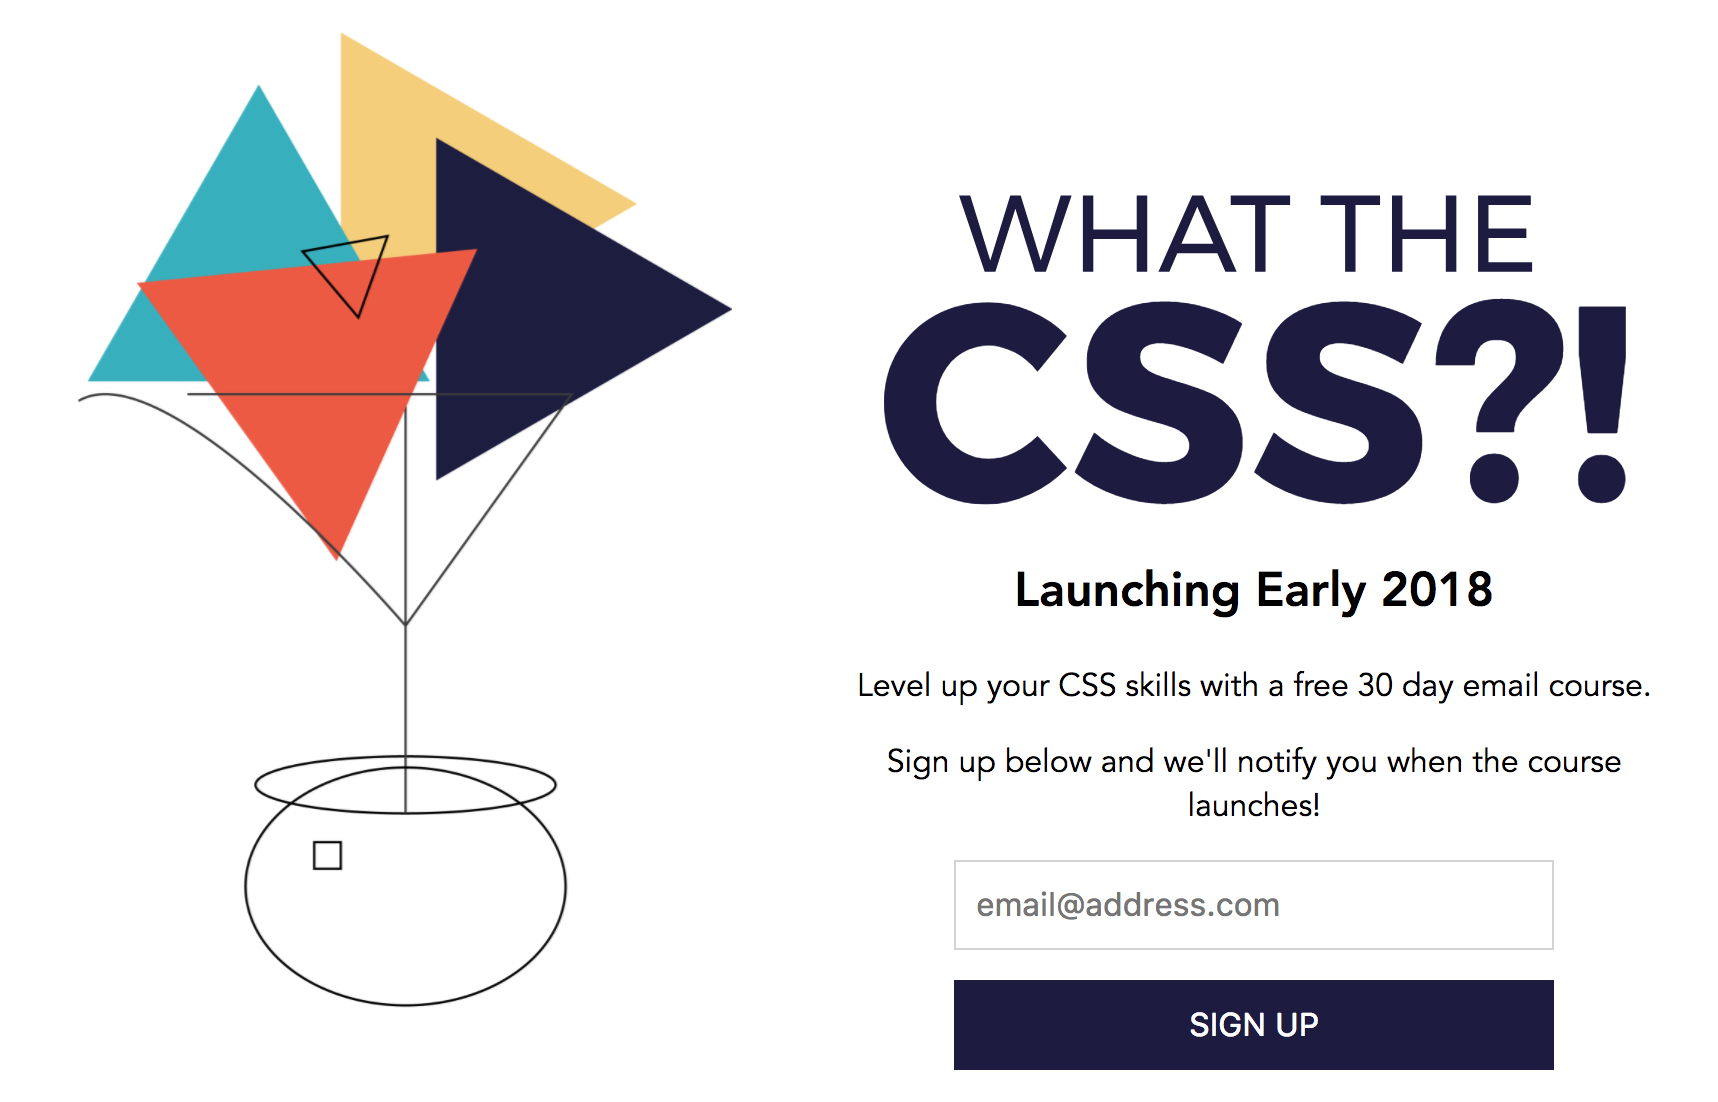 WHAT THE
CSS?!
Launching Early 2018
Level up your CSS skills with a free 30 day email course.
Sign up below and we'll notify you when the course
launches!
email@address.com
SIGN UP